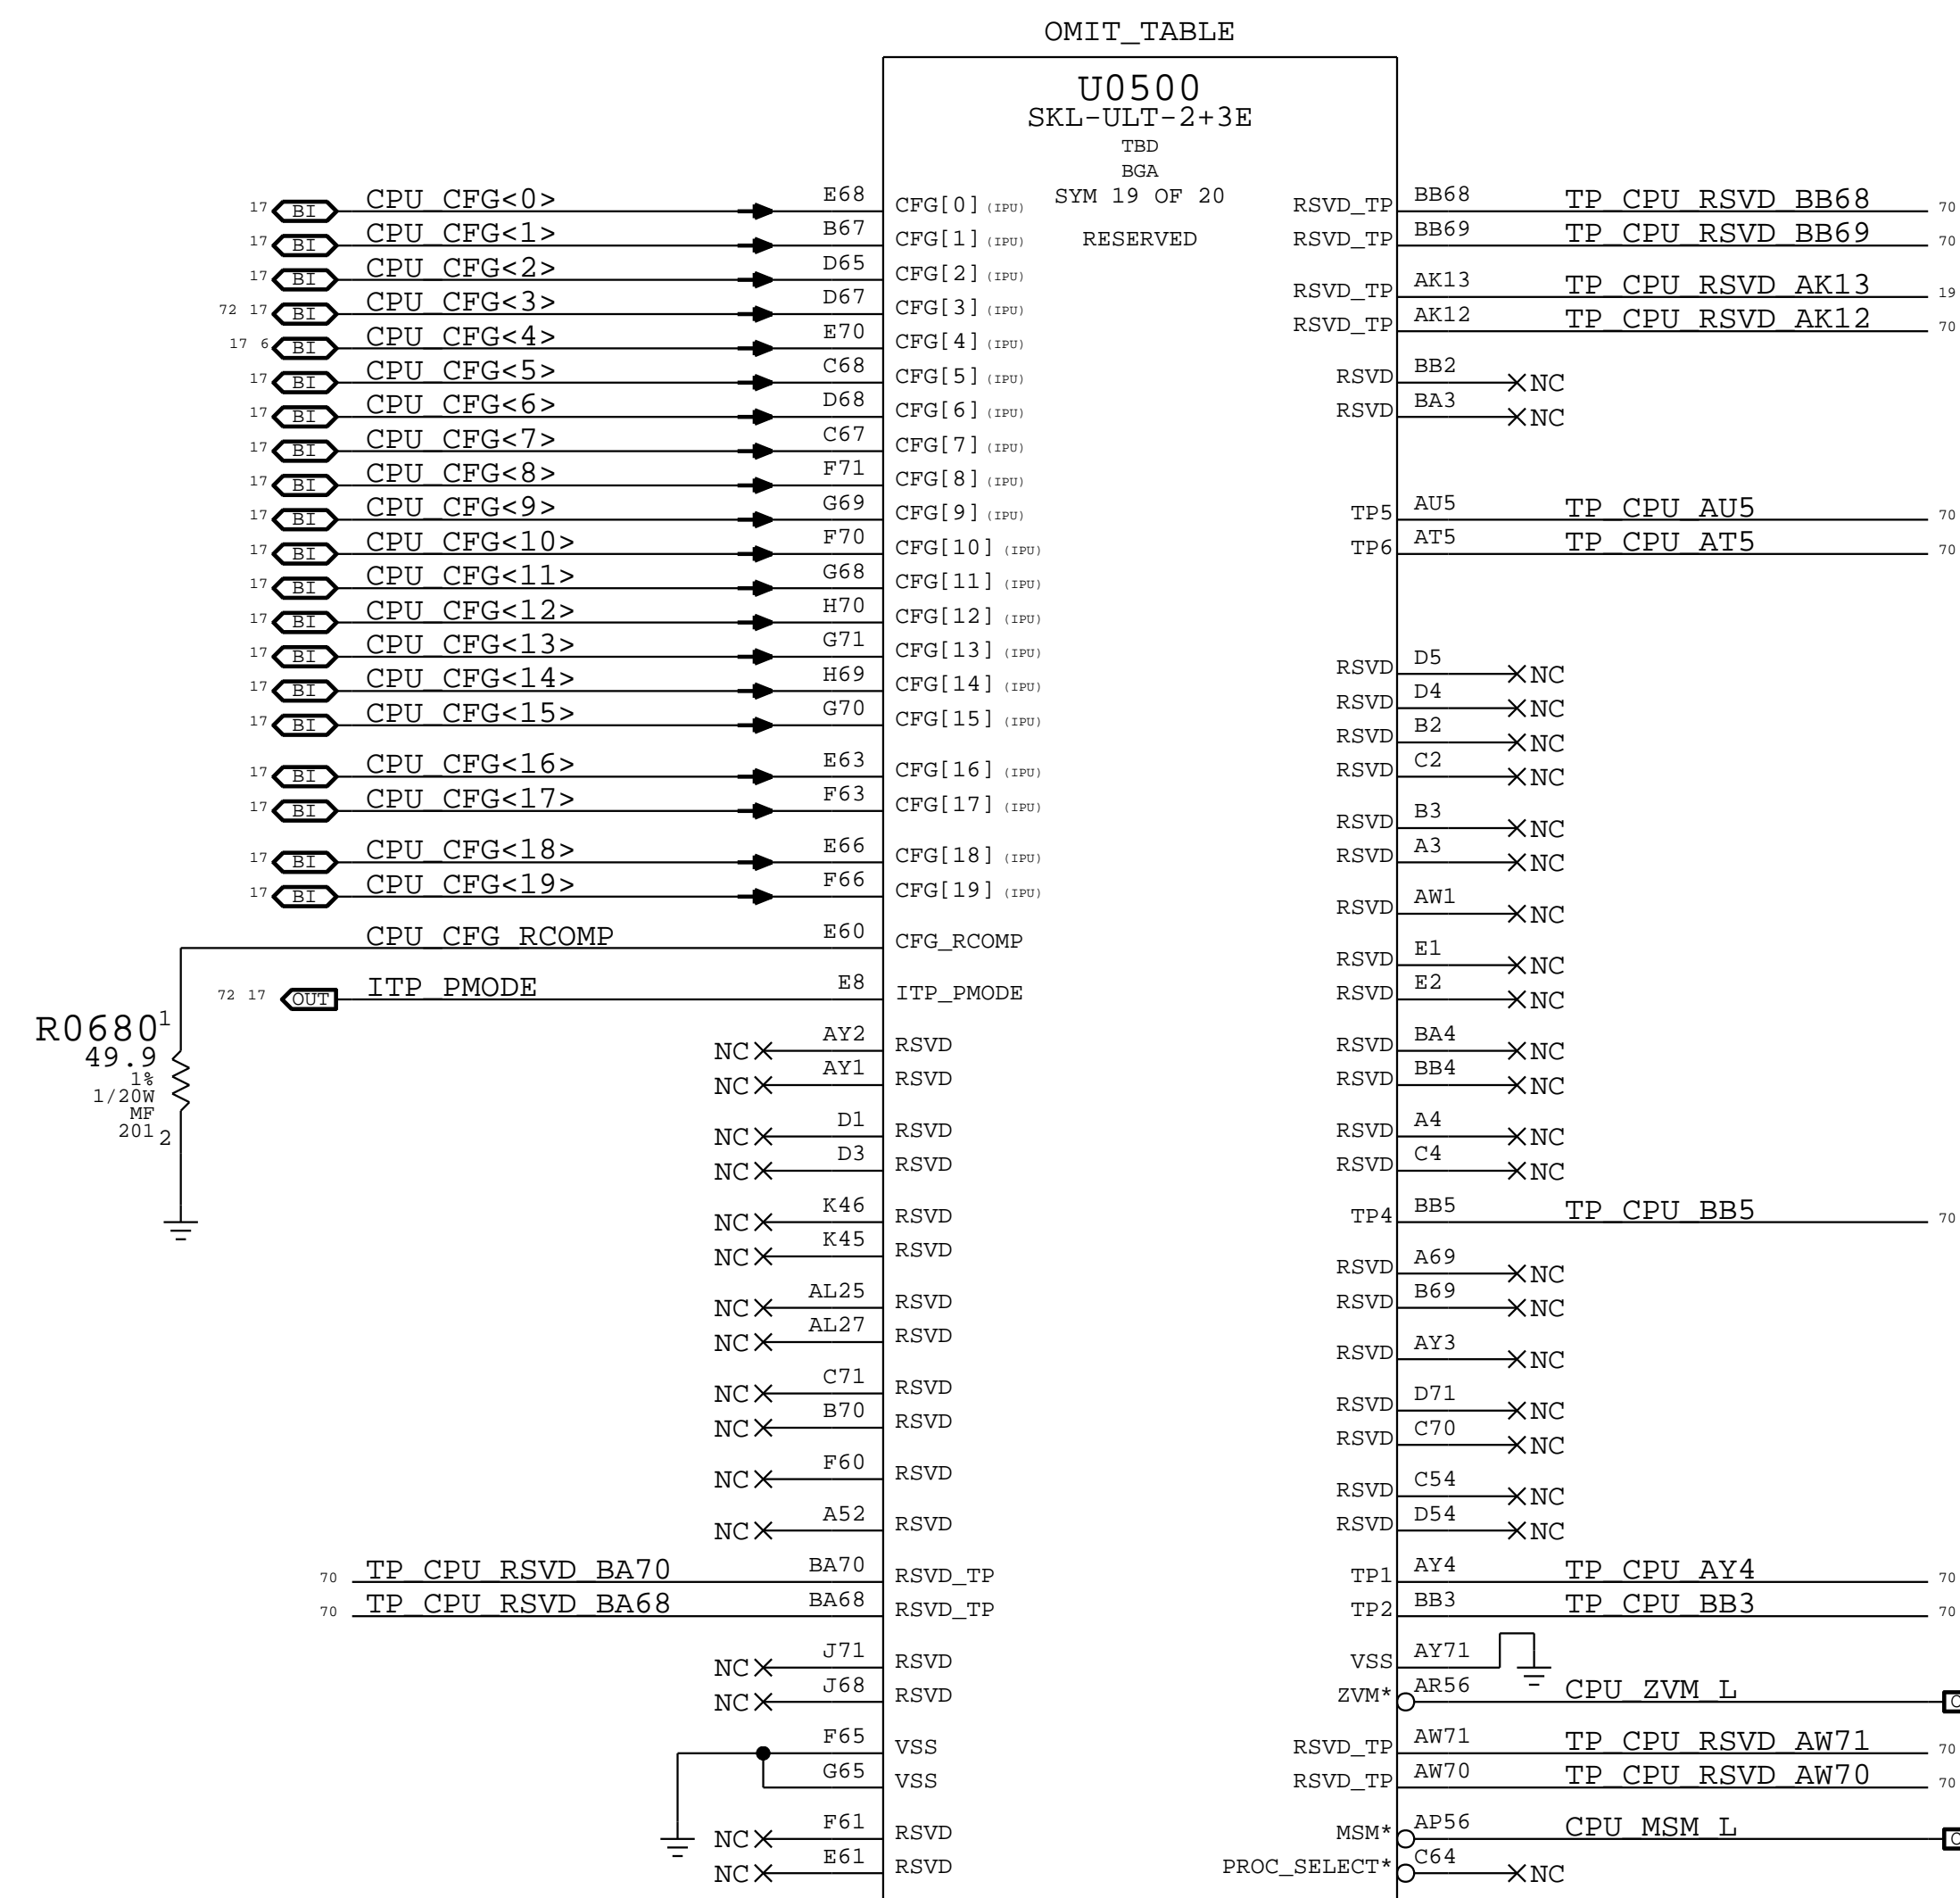 OMIT_TABLE
U0500
SKL-ULT-2+3E
TBD
BGA
SYM 19 OF 20
RESERVED
17 BI CPU_CFG<0> E68 CFG[0] (IPU)
17 BI CPU_CFG<1> B67 CFG[1] (IPU)
17 BI CPU_CFG<2> D65 CFG[2] (IPU)
72 17 BI CPU_CFG<3> D67 CFG[3] (IPU)
17 6 BI CPU_CFG<4> E70 CFG[4] (IPU)
17 BI CPU_CFG<5> C68 CFG[5] (IPU)
17 BI CPU_CFG<6> D68 CFG[6] (IPU)
17 BI CPU_CFG<7> C67 CFG[7] (IPU)
17 BI CPU_CFG<8> F71 CFG[8] (IPU)
17 BI CPU_CFG<9> G69 CFG[9] (IPU)
17 BI CPU_CFG<10> F70 CFG[10] (IPU)
17 BI CPU_CFG<11> G68 CFG[11] (IPU)
17 BI CPU_CFG<12> H70 CFG[12] (IPU)
17 BI CPU_CFG<13> G71 CFG[13] (IPU)
17 BI CPU_CFG<14> H69 CFG[14] (IPU)
17 BI CPU_CFG<15> G70 CFG[15] (IPU)
17 BI CPU_CFG<16> E63 CFG[16] (IPU)
17 BI CPU_CFG<17> F63 CFG[17] (IPU)
17 BI CPU_CFG<18> E66 CFG[18] (IPU)
17 BI CPU_CFG<19> F66 CFG[19] (IPU)
CPU_CFG_RCOMP E60 CFG_RCOMP
72 17 OUT ITP_PMODE E8 ITP_PMODE
R0680 1
49.9
1%
1/20W
MF
201 2
NC AY2 RSVD
NC AY1 RSVD
NC D1 RSVD
NC D3 RSVD
NC K46 RSVD
NC K45 RSVD
NC AL25 RSVD
NC AL27 RSVD
NC C71 RSVD
NC B70 RSVD
NC F60 RSVD
NC A52 RSVD
70 TP_CPU_RSVD_BA70 BA70 RSVD_TP
70 TP_CPU_RSVD_BA68 BA68 RSVD_TP
NC J71 RSVD
NC J68 RSVD
F65 VSS
G65 VSS
NC F61 RSVD
NC E61 RSVD
RSVD_TP BB68 TP_CPU_RSVD_BB68 70
RSVD_TP BB69 TP_CPU_RSVD_BB69 70
RSVD_TP AK13 TP_CPU_RSVD_AK13 19
RSVD_TP AK12 TP_CPU_RSVD_AK12 70
RSVD BB2 NC
RSVD BA3 NC
TP5 AU5 TP_CPU_AU5 70
TP6 AT5 TP_CPU_AT5 70
RSVD D5 NC
RSVD D4 NC
RSVD B2 NC
RSVD C2 NC
RSVD B3 NC
RSVD A3 NC
RSVD AW1 NC
RSVD E1 NC
RSVD E2 NC
RSVD BA4 NC
RSVD BB4 NC
RSVD A4 NC
RSVD C4 NC
TP4 BB5 TP_CPU_BB5 70
RSVD A69 NC
RSVD B69 NC
RSVD AY3 NC
RSVD D71 NC
RSVD C70 NC
RSVD C54 NC
RSVD D54 NC
TP1 AY4 TP_CPU_AY4 70
TP2 BB3 TP_CPU_BB3 70
VSS AY71
ZVM* AR56 CPU_ZVM_L
RSVD_TP AW71 TP_CPU_RSVD_AW71 70
RSVD_TP AW70 TP_CPU_RSVD_AW70 70
MSM* AP56 CPU_MSM_L
PROC_SELECT* C64 NC